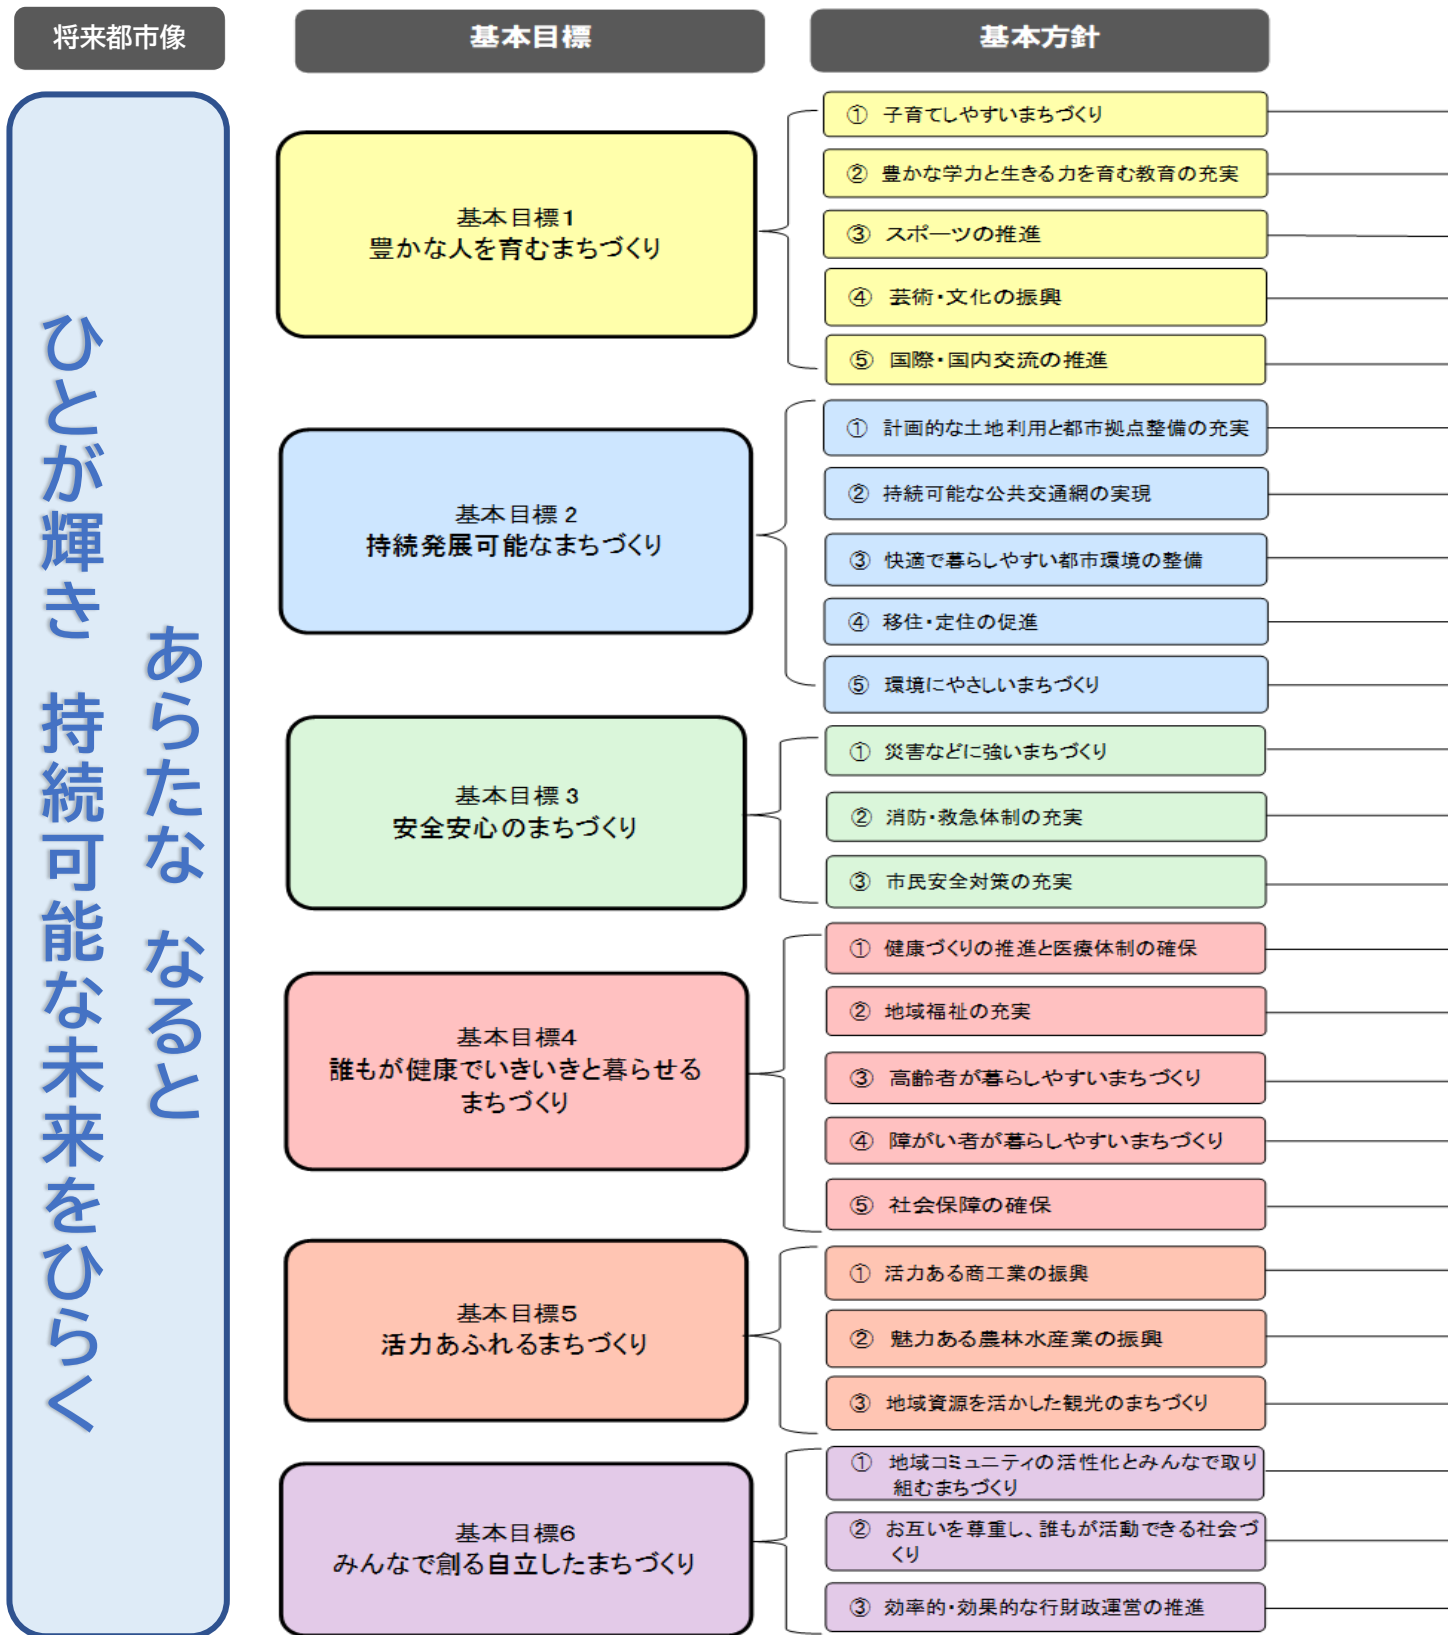 将来都市像
基本目標
基本方針
あらたな なると
ひとが輝き 持続可能な未来をひらく
基本目標1
豊かな人を育むまちづくり
① 子育てしやすいまちづくり
② 豊かな学力と生きる力を育む教育の充実
③ スポーツの推進
④ 芸術・文化の振興
⑤ 国際・国内交流の推進
基本目標2
持続発展可能なまちづくり
① 計画的な土地利用と都市拠点整備の充実
② 持続可能な公共交通網の実現
③ 快適で暮らしやすい都市環境の整備
④ 移住・定住の促進
⑤ 環境にやさしいまちづくり
基本目標3
安全安心のまちづくり
① 災害などに強いまちづくり
② 消防・救急体制の充実
③ 市民安全対策の充実
基本目標4
誰もが健康でいきいきと暮らせる
まちづくり
① 健康づくりの推進と医療体制の確保
② 地域福祉の充実
③ 高齢者が暮らしやすいまちづくり
④ 障がい者が暮らしやすいまちづくり
⑤ 社会保障の確保
基本目標5
活力あふれるまちづくり
① 活力ある商工業の振興
② 魅力ある農林水産業の振興
③ 地域資源を活かした観光のまちづくり
基本目標6
みんなで創る自立したまちづくり
① 地域コミュニティの活性化とみんなで取り
組むまちづくり
② お互いを尊重し、誰もが活動できる社会づ
くり
③ 効率的・効果的な行財政運営の推進